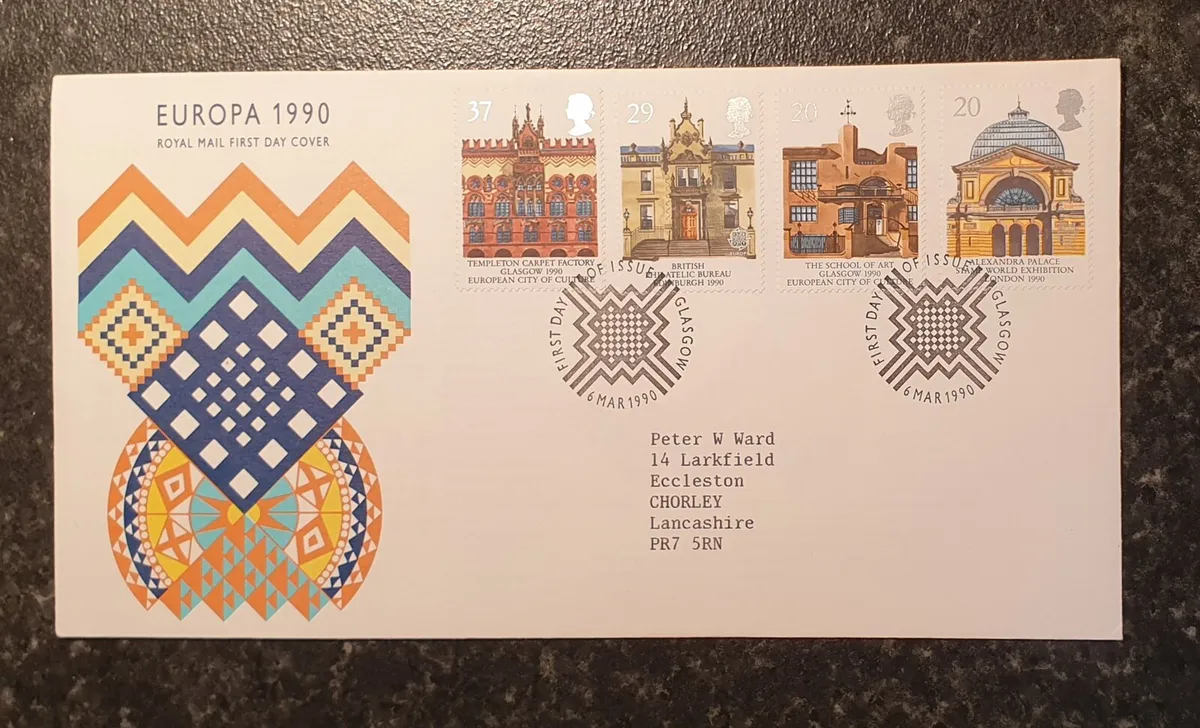 EUROPA 1990
ROYAL MAIL FIRST DAY COVER
37
TEMPLETON CARPET FACTORY
GLASGOW 1990
EUROPEAN CITY OF CULTURE
29
BRITISH
PHILATELIC BUREAU
EDINBURGH 1990
20
THE SCHOOL OF ART
GLASGOW 1990
EUROPEAN CITY OF CULTURE
20
ALEXANDRA PALACE
STAMP WORLD EXHIBITION
LONDON 1990
FIRST DAY OF ISSUE GLASGOW
6 MAR 1990
FIRST DAY OF ISSUE GLASGOW
6 MAR 1990
Peter W Ward
14 Larkfield
Eccleston
CHORLEY
Lancashire
PR7 5RN